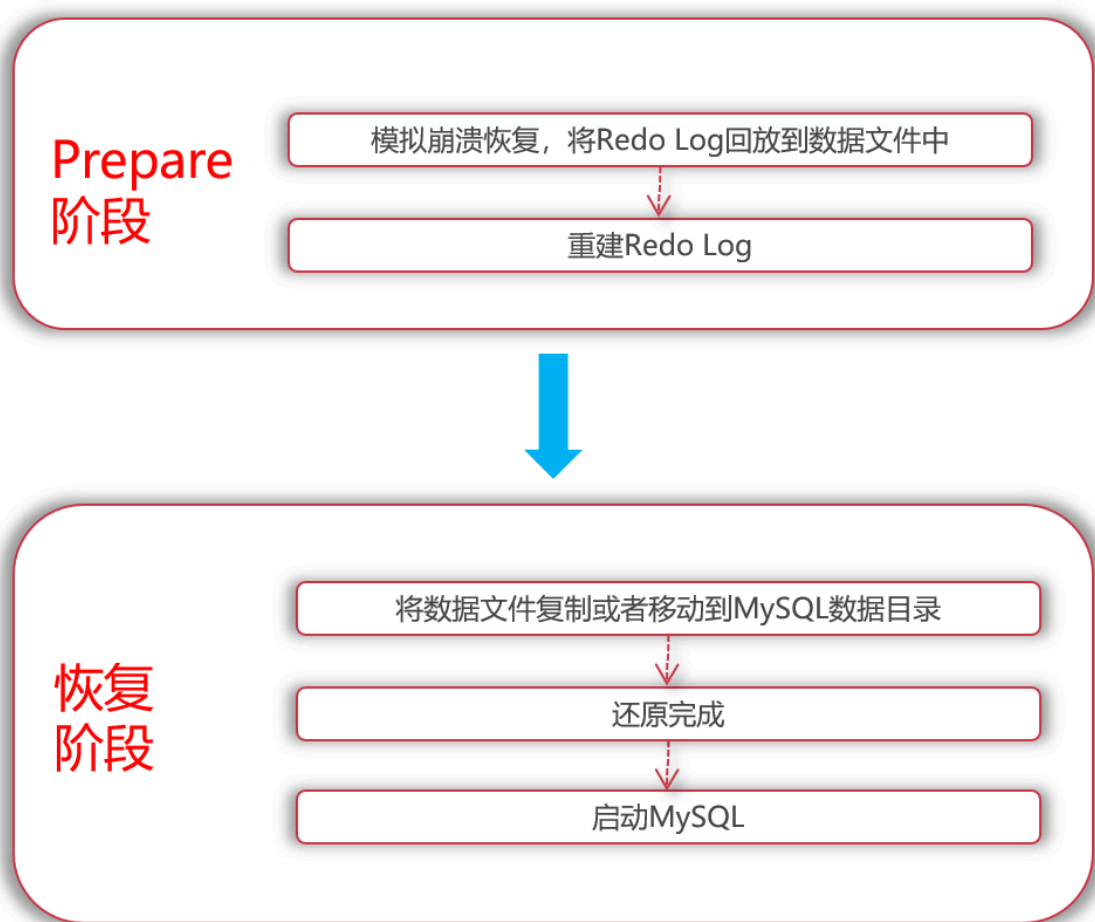 Prepare
阶段
模拟崩溃恢复，将Redo Log回放到数据文件中
重建Redo Log
恢复
阶段
将数据文件复制或者移动到MySQL数据目录
还原完成
启动MySQL